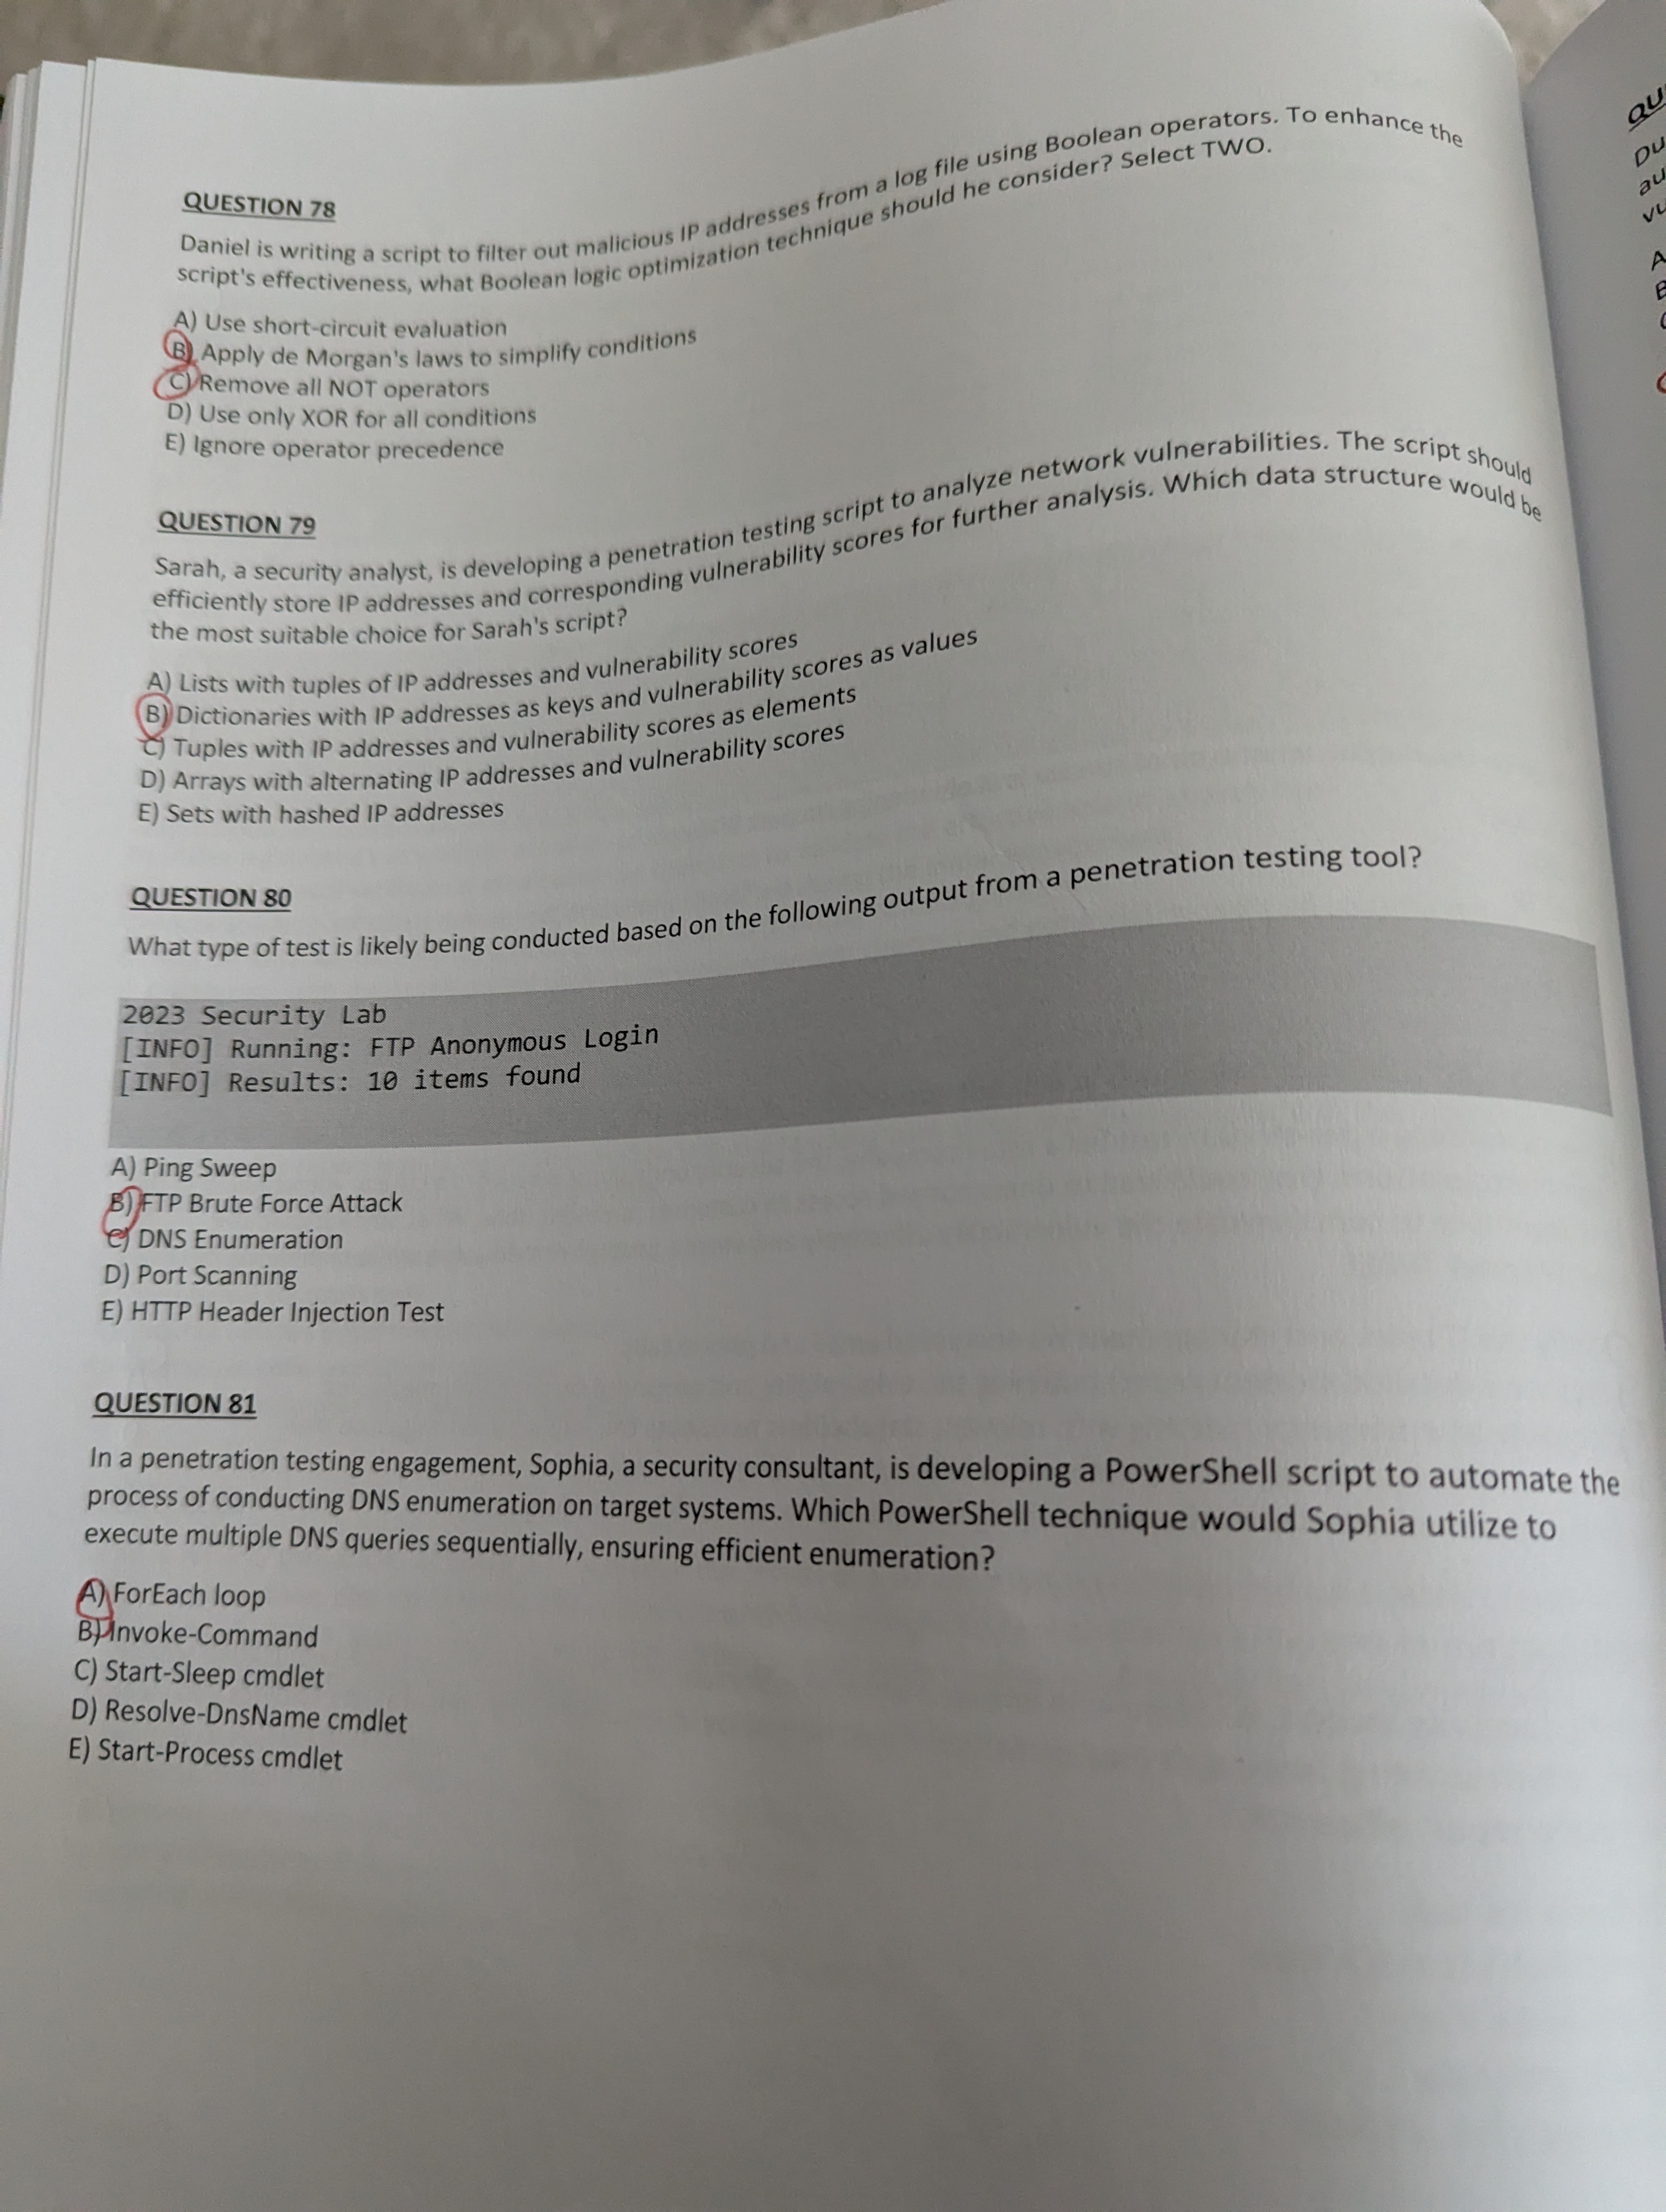 QUESTION 78
Daniel is writing a script to filter out malicious IP addresses from a log file using Boolean operators. To enhance the
script's effectiveness, what Boolean logic optimization technique should he consider? Select TWO.
A) Use short-circuit evaluation
B) Apply de Morgan's laws to simplify conditions
C) Remove all NOT operators
D) Use only XOR for all conditions
E) Ignore operator precedence
QUESTION 79
Sarah, a security analyst, is developing a penetration testing script to analyze network vulnerabilities. The script should
efficiently store IP addresses and corresponding vulnerability scores for further analysis. Which data structure would be
the most suitable choice for Sarah's script?
A) Lists with tuples of IP addresses and vulnerability scores
B) Dictionaries with IP addresses as keys and vulnerability scores as values
C) Tuples with IP addresses and vulnerability scores as elements
D) Arrays with alternating IP addresses and vulnerability scores
E) Sets with hashed IP addresses
QUESTION 80
What type of test is likely being conducted based on the following output from a penetration testing tool?
2023 Security Lab
[INFO] Running: FTP Anonymous Login
[INFO] Results: 10 items found
A) Ping Sweep
B) FTP Brute Force Attack
C) DNS Enumeration
D) Port Scanning
E) HTTP Header Injection Test
QUESTION 81
In a penetration testing engagement, Sophia, a security consultant, is developing a PowerShell script to automate the
process of conducting DNS enumeration on target systems. Which PowerShell technique would Sophia utilize to
execute multiple DNS queries sequentially, ensuring efficient enumeration?
A) ForEach loop
B) Invoke-Command
C) Start-Sleep cmdlet
D) Resolve-DnsName cmdlet
E) Start-Process cmdlet